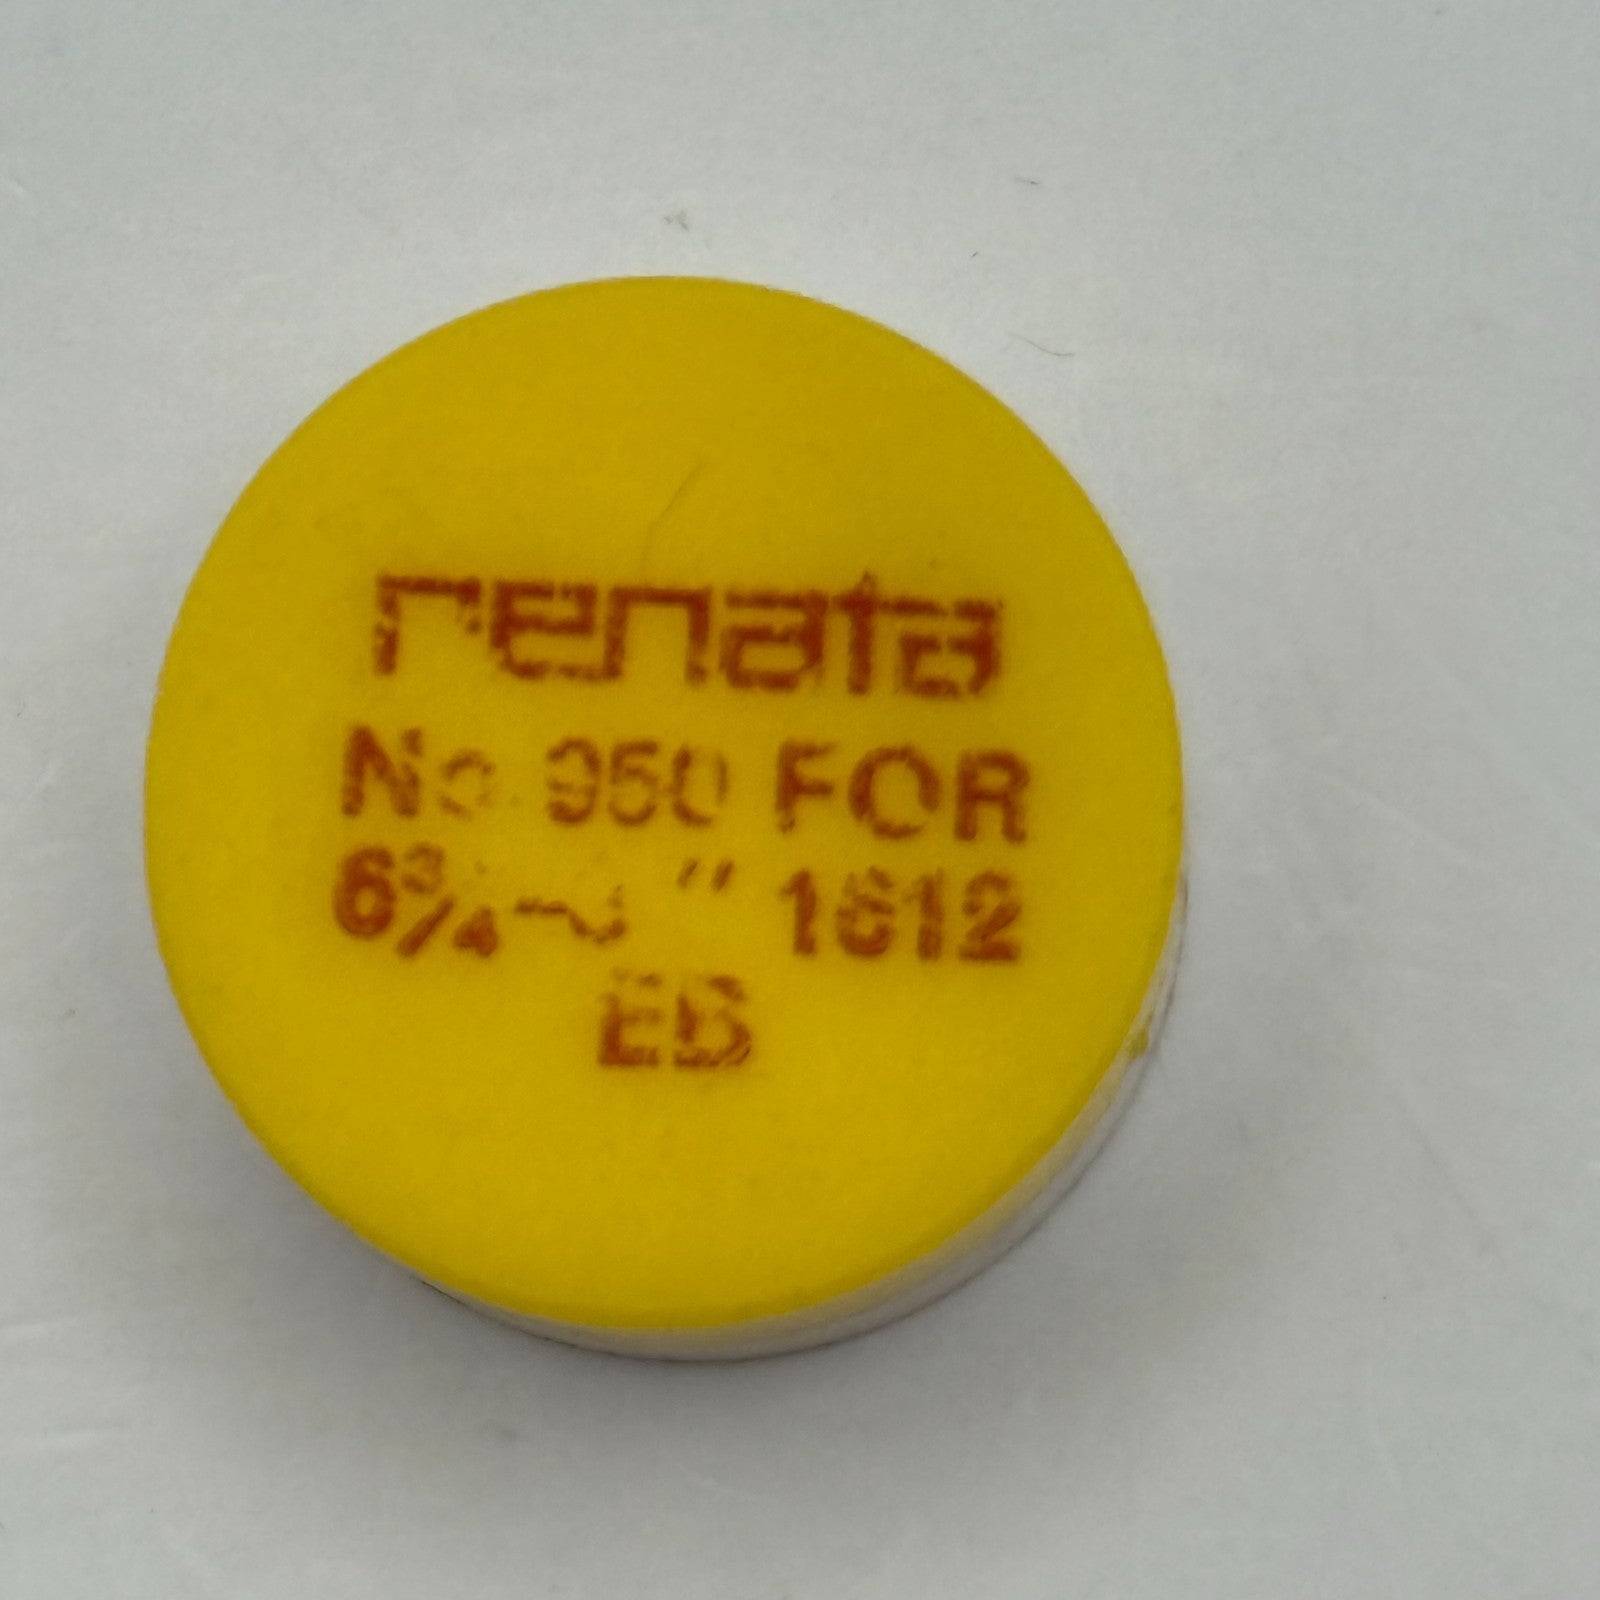 renata
No. 950 FOR
6¾ " 1612
EB